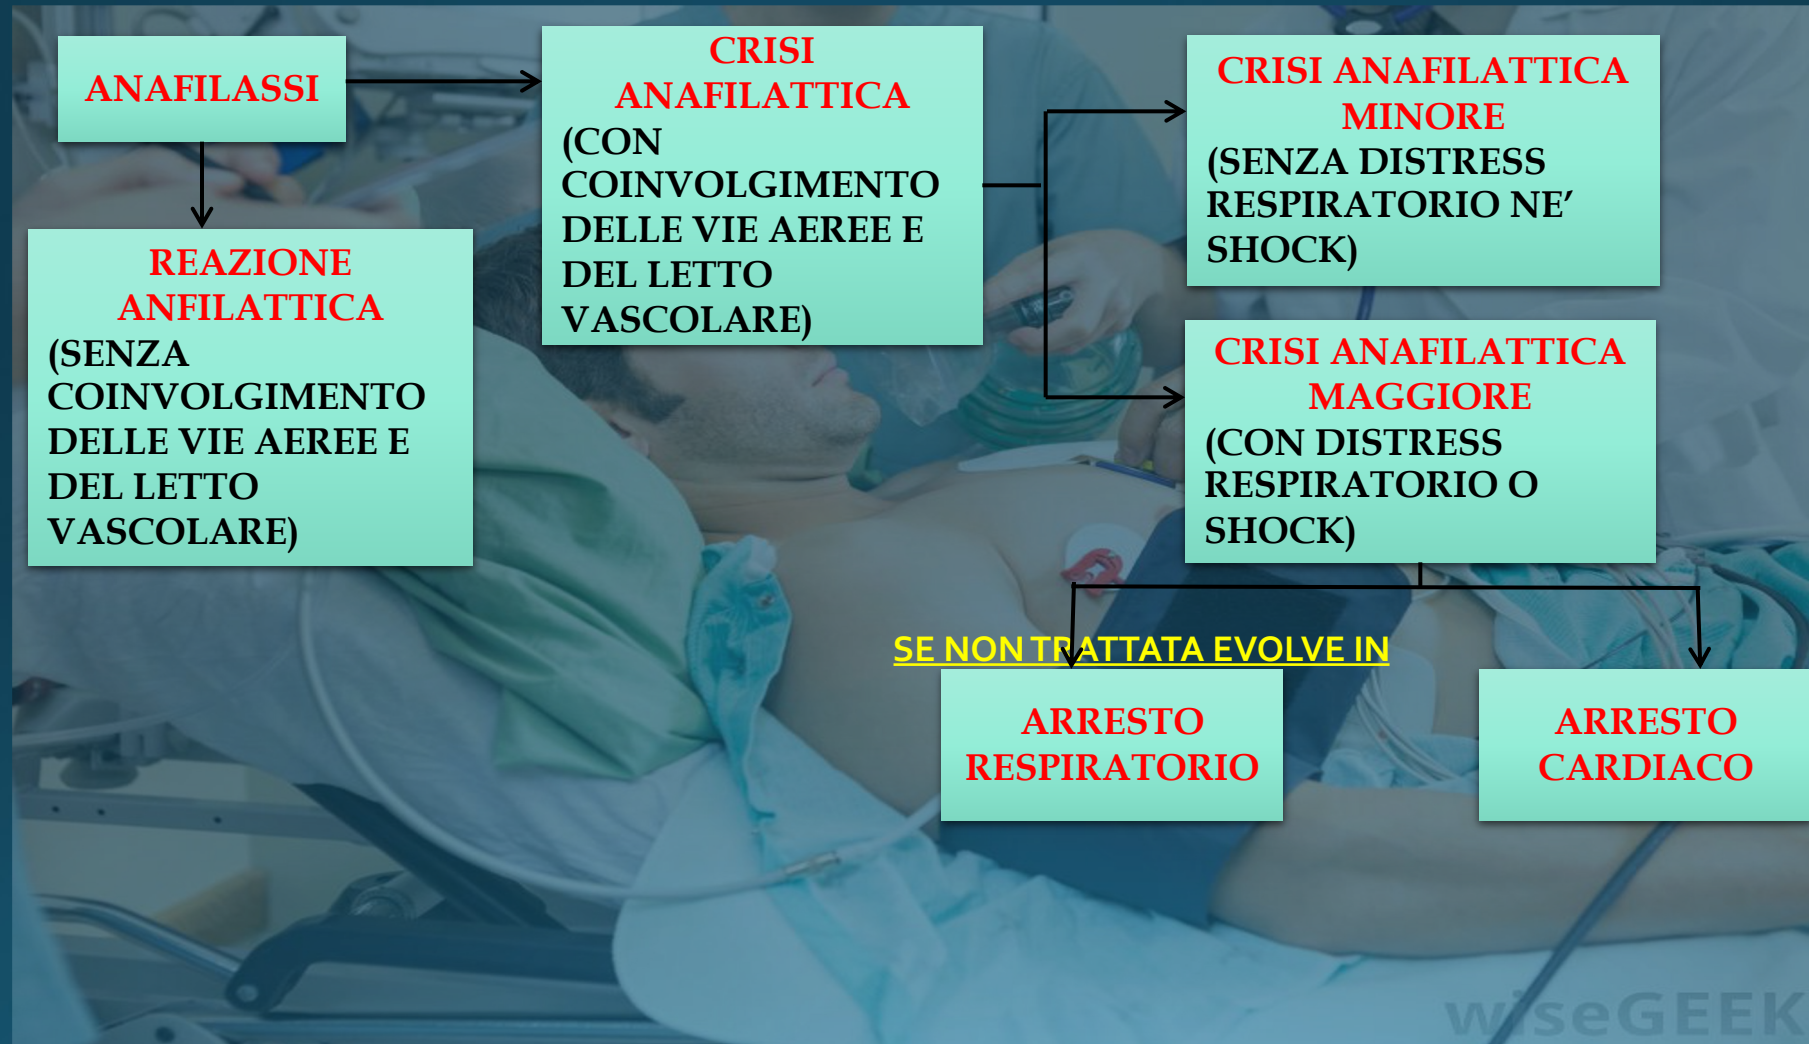 ANAFILASSI
REAZIONE
ANFILATTICA
(SENZA
COINVOLGIMENTO
DELLE VIE AEREE E
DEL LETTO
VASCOLARE)
CRISI
ANAFILATTICA
(CON
COINVOLGIMENTO
DELLE VIE AEREE E
DEL LETTO
VASCOLARE)
CRISI ANAFILATTICA
MINORE
(SENZA DISTRESS
RESPIRATORIO NE’
SHOCK)
CRISI ANAFILATTICA
MAGGIORE
(CON DISTRESS
RESPIRATORIO O
SHOCK)
SE NON TRATTATA EVOLVE IN
ARRESTO
RESPIRATORIO
ARRESTO
CARDIACO
wiseGEEK